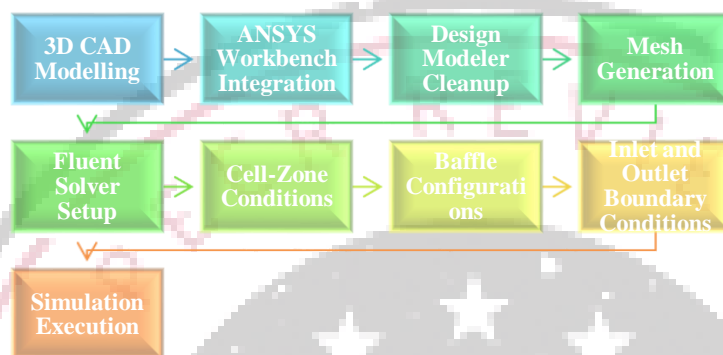 3D CAD
Modelling
ANSYS
Workbench
Integration
Design
Modeler
Cleanup
Mesh
Generation
Fluent
Solver
Setup
Cell-Zone
Conditions
Baffle
Configurati
ons
Inlet and
Outlet
Boundary
Conditions
Simulation
Execution